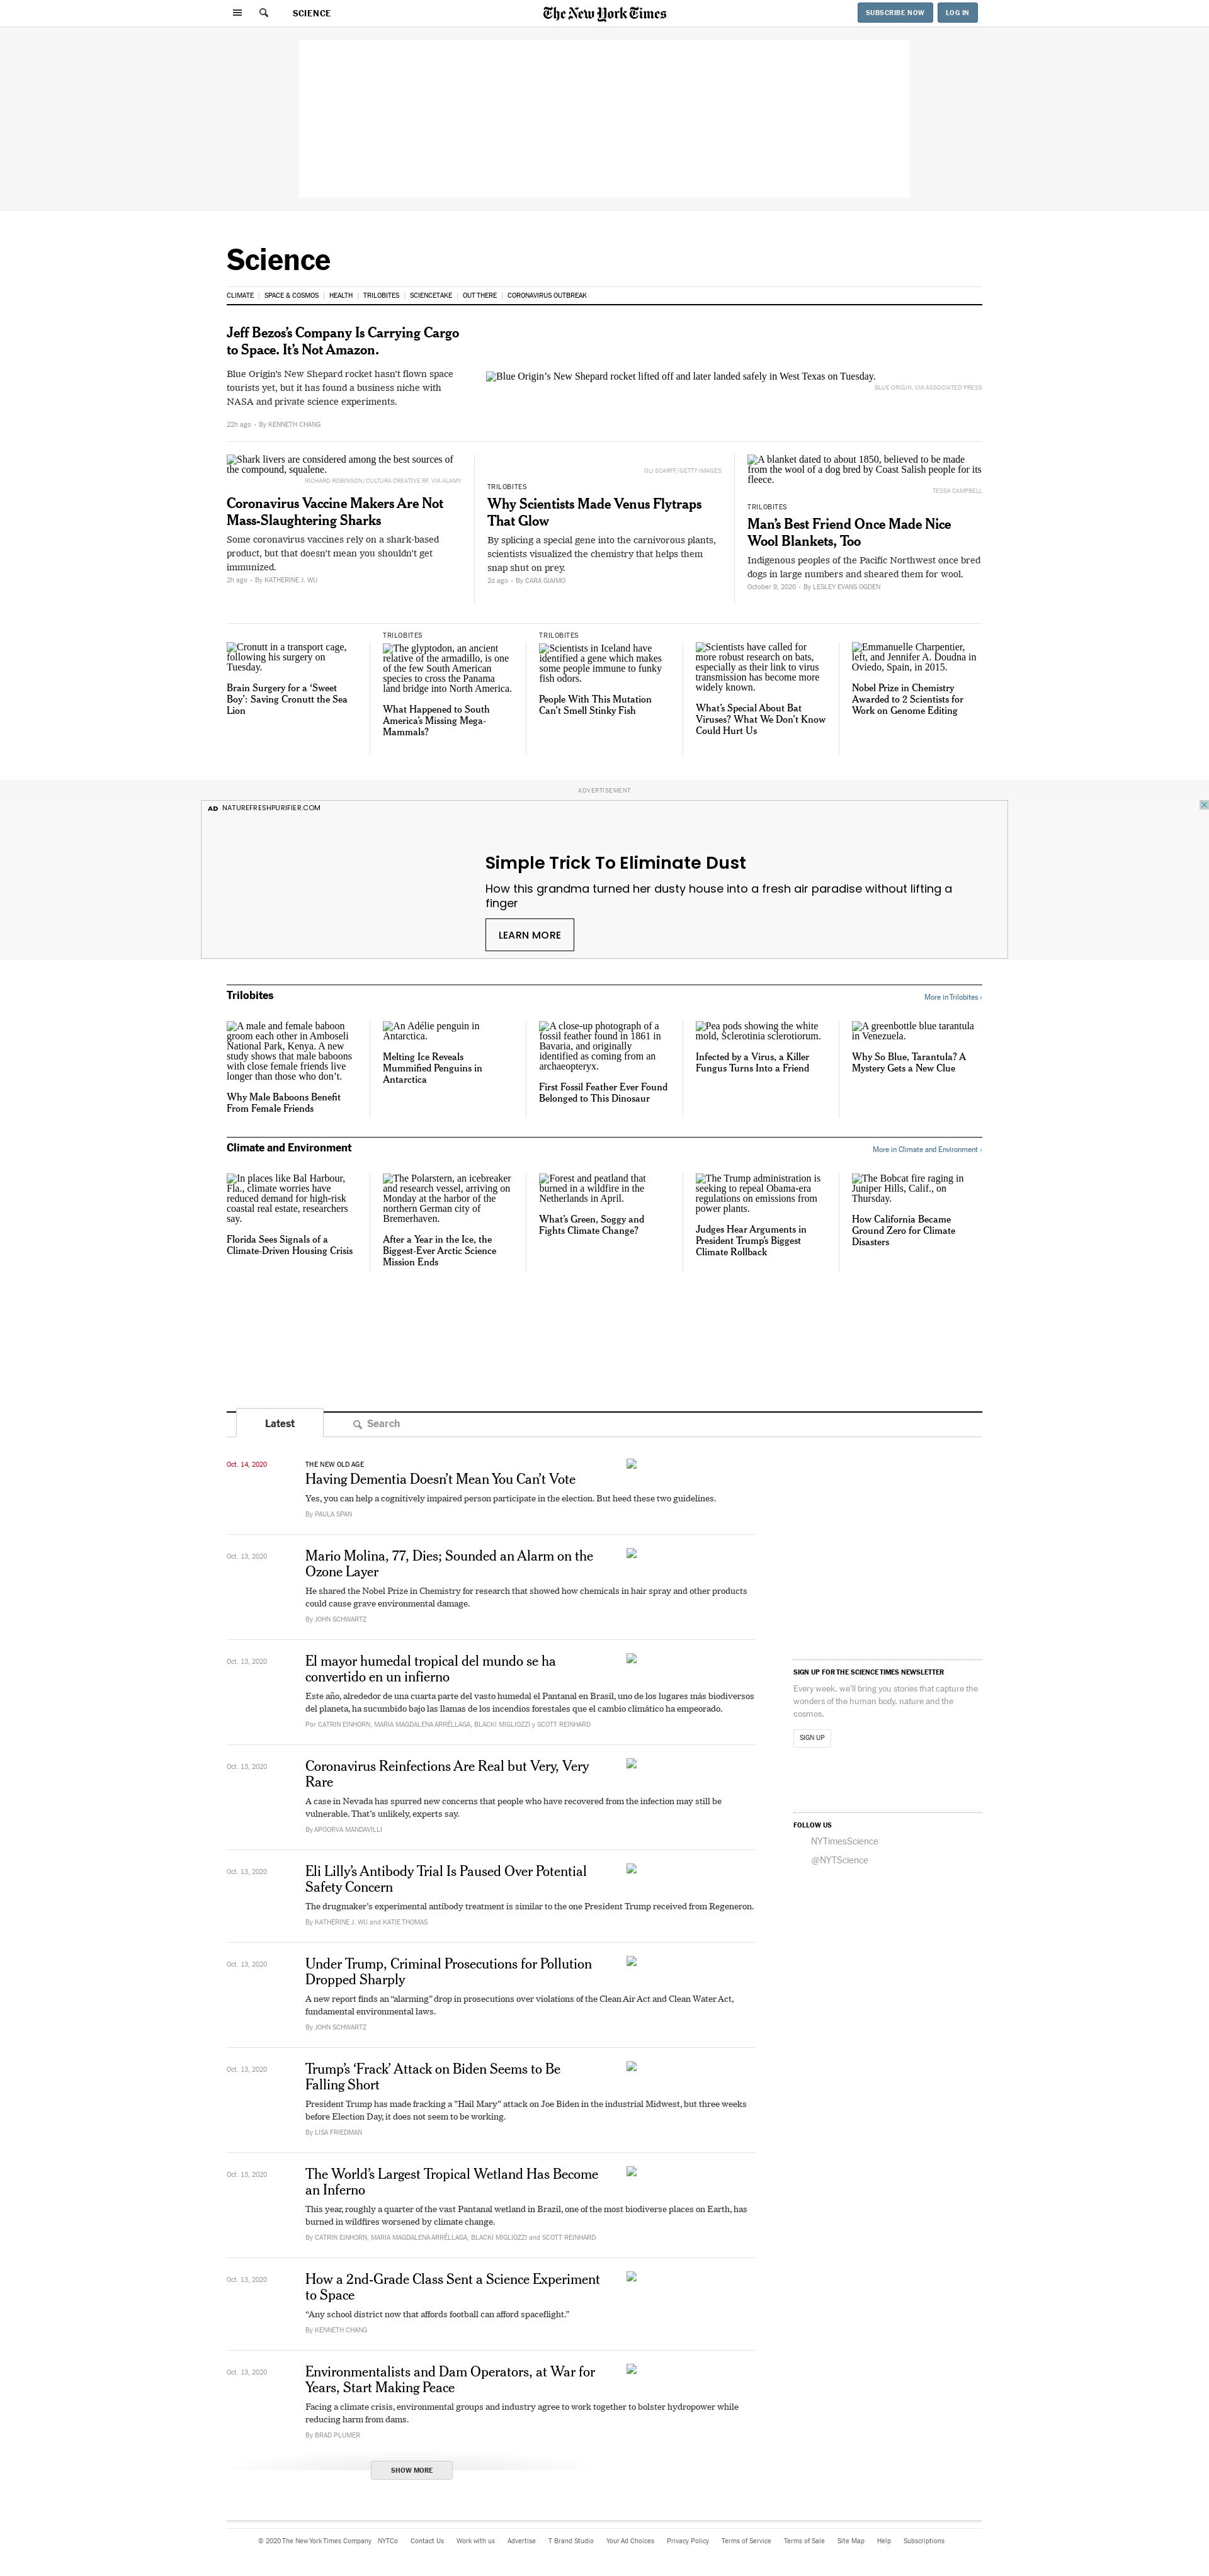 SCIENCE
The New York Times
SUBSCRIBE NOW
LOG IN
Science
CLIMATE | SPACE & COSMOS | HEALTH | TRILOBITES | SCIENCETAKE | OUT THERE | CORONAVIRUS OUTBREAK
Jeff Bezos’s Company Is Carrying Cargo
to Space. It’s Not Amazon.
Blue Origin’s New Shepard rocket hasn’t flown space
tourists yet, but it has found a business niche with
NASA and private science experiments.
22h ago • By KENNETH CHANG
Blue Origin’s New Shepard rocket lifted off and later landed safely in West Texas on Tuesday.
BLUE ORIGIN, VIA ASSOCIATED PRESS
Shark livers are considered among the best sources of
the compound, squalene.
RICHARD ROBINSON/CULTURA CREATIVE RF, VIA ALAMY
Coronavirus Vaccine Makers Are Not
Mass-Slaughtering Sharks
Some coronavirus vaccines rely on a shark-based
product, but that doesn’t mean you shouldn’t get
immunized.
2h ago • By KATHERINE J. WU
OLI SCARFF/GETTY IMAGES
TRILOBITES
Why Scientists Made Venus Flytraps
That Glow
By splicing a special gene into the carnivorous plants,
scientists visualized the chemistry that helps them
snap shut on prey.
2d ago • By CARA GIAIMO
A blanket dated to about 1850, believed to be made
from the wool of a dog bred by Coast Salish people for its
fleece.
TESSA CAMPBELL
TRILOBITES
Man’s Best Friend Once Made Nice
Wool Blankets, Too
Indigenous peoples of the Pacific Northwest once bred
dogs in large numbers and sheared them for wool.
October 9, 2020 • By LESLEY EVANS OGDEN
Cronutt in a transport cage,
following his surgery on
Tuesday.
Brain Surgery for a ‘Sweet
Boy’: Saving Cronutt the Sea
Lion
TRILOBITES
The glyptodon, an ancient
relative of the armadillo, is one
of the few South American
species to cross the Panama
land bridge into North America.
What Happened to South
America’s Missing Mega-
Mammals?
TRILOBITES
Scientists in Iceland have
identified a gene which makes
some people immune to funky
fish odors.
People With This Mutation
Can’t Smell Stinky Fish
Scientists have called for
more robust research on bats,
especially as their link to virus
transmission has become more
widely known.
What’s Special About Bat
Viruses? What We Don’t Know
Could Hurt Us
Emmanuelle Charpentier,
left, and Jennifer A. Doudna in
Oviedo, Spain, in 2015.
Nobel Prize in Chemistry
Awarded to 2 Scientists for
Work on Genome Editing
ADVERTISEMENT
AD NATUREFRESHPURIFIER.COM
Simple Trick To Eliminate Dust
How this grandma turned her dusty house into a fresh air paradise without lifting a
finger
LEARN MORE
Trilobites
More in Trilobites ›
A male and female baboon
groom each other in Amboseli
National Park, Kenya. A new
study shows that male baboons
with close female friends live
longer than those who don’t.
Why Male Baboons Benefit
From Female Friends
An Adélie penguin in
Antarctica.
Melting Ice Reveals
Mummified Penguins in
Antarctica
A close-up photograph of a
fossil feather found in 1861 in
Bavaria, and originally
identified as coming from an
archaeopteryx.
First Fossil Feather Ever Found
Belonged to This Dinosaur
Pea pods showing the white
mold, Sclerotinia sclerotiorum.
Infected by a Virus, a Killer
Fungus Turns Into a Friend
A greenbottle blue tarantula
in Venezuela.
Why So Blue, Tarantula? A
Mystery Gets a New Clue
Climate and Environment
More in Climate and Environment ›
In places like Bal Harbour,
Fla., climate worries have
reduced demand for high-risk
coastal real estate, researchers
say.
Florida Sees Signals of a
Climate-Driven Housing Crisis
The Polarstern, an icebreaker
and research vessel, arriving on
Monday at the harbor of the
northern German city of
Bremerhaven.
After a Year in the Ice, the
Biggest-Ever Arctic Science
Mission Ends
Forest and peatland that
burned in a wildfire in the
Netherlands in April.
What’s Green, Soggy and
Fights Climate Change?
The Trump administration is
seeking to repeal Obama-era
regulations on emissions from
power plants.
Judges Hear Arguments in
President Trump’s Biggest
Climate Rollback
The Bobcat fire raging in
Juniper Hills, Calif., on
Thursday.
How California Became
Ground Zero for Climate
Disasters
Latest
Search
Oct. 14, 2020
THE NEW OLD AGE
Having Dementia Doesn’t Mean You Can’t Vote
Yes, you can help a cognitively impaired person participate in the election. But heed these two guidelines.
By PAULA SPAN
Oct. 13, 2020
Mario Molina, 77, Dies; Sounded an Alarm on the
Ozone Layer
He shared the Nobel Prize in Chemistry for research that showed how chemicals in hair spray and other products
could cause grave environmental damage.
By JOHN SCHWARTZ
Oct. 13, 2020
El mayor humedal tropical del mundo se ha
convertido en un infierno
Este año, alrededor de una cuarta parte del vasto humedal el Pantanal en Brasil, uno de los lugares más biodiversos
del planeta, ha sucumbido bajo las llamas de los incendios forestales que el cambio climático ha empeorado.
Por CATRIN EINHORN, MARIA MAGDALENA ARRÉLLAGA, BLACKI MIGLIOZZI y SCOTT REINHARD
Oct. 13, 2020
Coronavirus Reinfections Are Real but Very, Very
Rare
A case in Nevada has spurred new concerns that people who have recovered from the infection may still be
vulnerable. That’s unlikely, experts say.
By APOORVA MANDAVILLI
Oct. 13, 2020
Eli Lilly’s Antibody Trial Is Paused Over Potential
Safety Concern
The drugmaker’s experimental antibody treatment is similar to the one President Trump received from Regeneron.
By KATHERINE J. WU and KATIE THOMAS
Oct. 13, 2020
Under Trump, Criminal Prosecutions for Pollution
Dropped Sharply
A new report finds an “alarming” drop in prosecutions over violations of the Clean Air Act and Clean Water Act,
fundamental environmental laws.
By JOHN SCHWARTZ
Oct. 13, 2020
Trump’s ‘Frack’ Attack on Biden Seems to Be
Falling Short
President Trump has made fracking a "Hail Mary" attack on Joe Biden in the industrial Midwest, but three weeks
before Election Day, it does not seem to be working.
By LISA FRIEDMAN
Oct. 13, 2020
The World’s Largest Tropical Wetland Has Become
an Inferno
This year, roughly a quarter of the vast Pantanal wetland in Brazil, one of the most biodiverse places on Earth, has
burned in wildfires worsened by climate change.
By CATRIN EINHORN, MARIA MAGDALENA ARRÉLLAGA, BLACKI MIGLIOZZI and SCOTT REINHARD
Oct. 13, 2020
How a 2nd-Grade Class Sent a Science Experiment
to Space
“Any school district now that affords football can afford spaceflight.”
By KENNETH CHANG
Oct. 13, 2020
Environmentalists and Dam Operators, at War for
Years, Start Making Peace
Facing a climate crisis, environmental groups and industry agree to work together to bolster hydropower while
reducing harm from dams.
By BRAD PLUMER
SHOW MORE
SIGN UP FOR THE SCIENCE TIMES NEWSLETTER
Every week, we'll bring you stories that capture the
wonders of the human body, nature and the
cosmos.
SIGN UP
FOLLOW US
NYTimesScience
@NYTScience
© 2020 The New York Times Company NYTCo Contact Us Work with us Advertise T Brand Studio Your Ad Choices Privacy Policy Terms of Service Terms of Sale Site Map Help Subscriptions